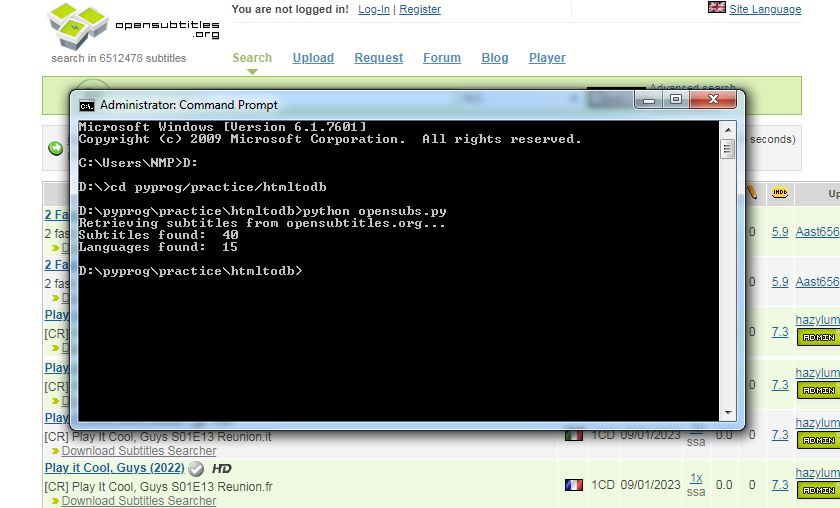 opensubtitles
.org
You are not logged in! Log-In | Register
Site Language
search in 6512478 subtitles
Search Upload Request Forum Blog Player
Advanced search
Administrator: Command Prompt
Microsoft Windows [Version 6.1.7601]
Copyright (c) 2009 Microsoft Corporation. All rights reserved.
C:\Users\NMP>D:
D:\>cd pyprog/practice/htmltodb
D:\pyprog\practice\htmltodb>python opensubs.py
Retrieving subtitles from opensubtitles.org...
Subtitles found: 40
Languages found: 15
D:\pyprog\practice\htmltodb>
seconds)
IMDb Up
2 Fa 0 5.9 Aast656
2 fas
D
2 Fa 0 5.9 Aast656
2 fas
D
Play hazylum
[CR] 0 7.3 ADMIN
D
Play hazylum
[CR] 0 7.3 ADMIN
D
Play hazylum
[CR] Play It Cool, Guys S01E13 Reunion.it 1CD 09/01/2023 ssa 0.0 0 7.3 ADMIN
Download Subtitles Searcher
Play it Cool, Guys (2022) HD hazylum
[CR] Play It Cool, Guys S01E13 Reunion.fr 1CD 09/01/2023 1x ssa 0.0 0 7.3 ADMIN
Download Subtitles Searcher